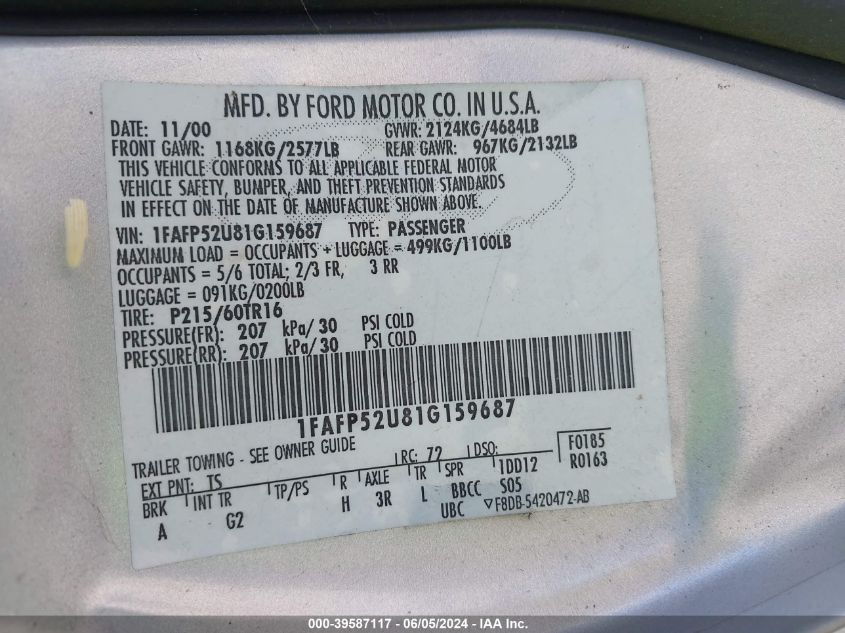 MFD. BY FORD MOTOR CO. IN U.S.A.
DATE: 11/00 GVWR: 2124KG/4684LB
FRONT GAWR: 1168KG/2577LB REAR GAWR: 967KG/2132LB
THIS VEHICLE CONFORMS TO ALL APPLICABLE FEDERAL MOTOR
VEHICLE SAFETY, BUMPER, AND THEFT PREVENTION STANDARDS
IN EFFECT ON THE DATE OF MANUFACTURE SHOWN ABOVE.
VIN: 1FAFP52U81G159687 TYPE: PASSENGER
MAXIMUM LOAD = OCCUPANTS + LUGGAGE = 499KG/1100LB
OCCUPANTS = 5/6 TOTAL; 2/3 FR, 3 RR
LUGGAGE = 091KG/0200LB
TIRE: P215/60TR16
PRESSURE(FR): 207 kPa/30 PSI COLD
PRESSURE(RR): 207 kPa/30 PSI COLD
1FAFP52U81G159687
TRAILER TOWING - SEE OWNER GUIDE
EXT PNT: TS RC: 72 DSO: F0185
R0163
BRK INT TR TP/PS R AXLE TR SPR 1DD12
A G2 H 3R L BBCC S05
UBC ▽F8DB-5420472-AB
000-39587117 - 06/05/2024 - IAA Inc.